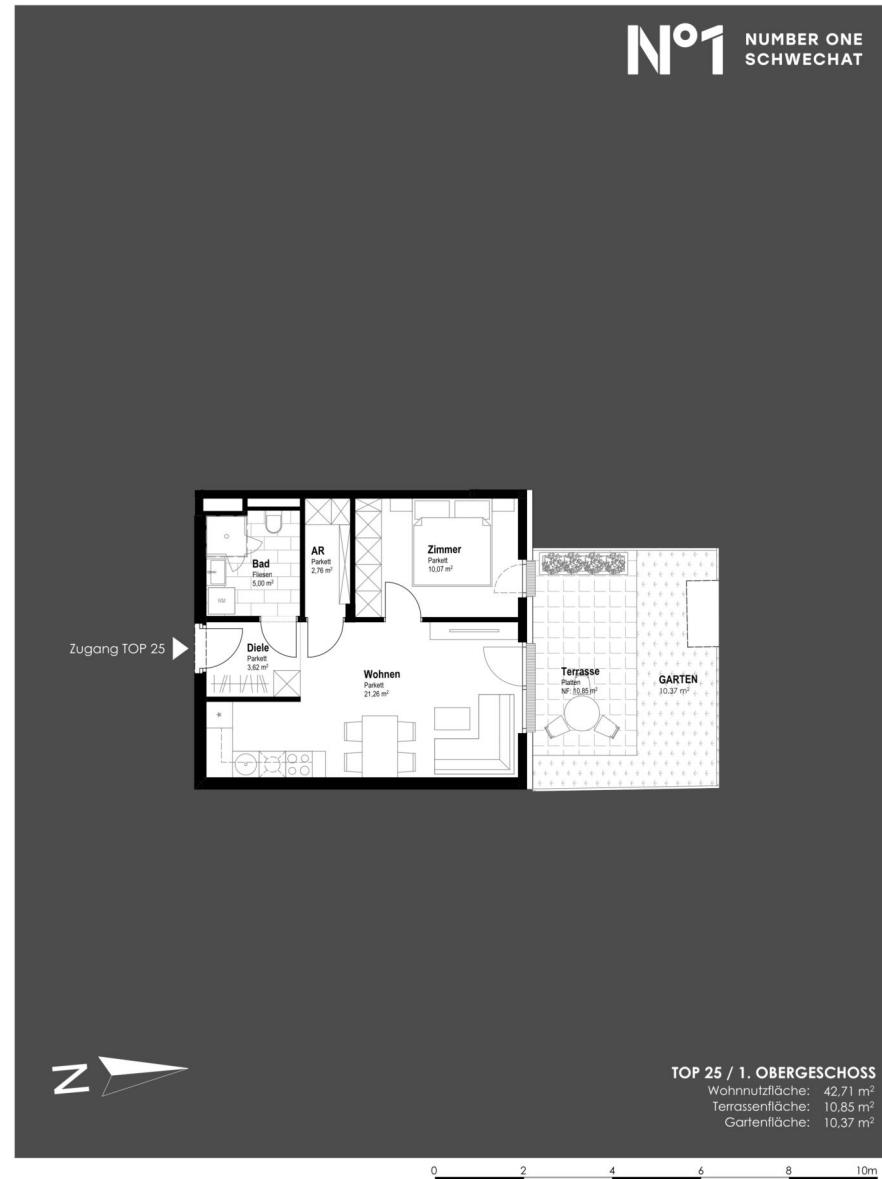 Nº1 NUMBER ONE
SCHWECHAT
AR
Parkett
2,76 m²
Zimmer
Parkett
10,07 m²
Bad
Fliesen
5,00 m²
WM
Zugang TOP 25
Diele
Parkett
3,62 m²
Wohnen
Parkett
21,26 m²
Terrasse
Platten
NF: 10,85 m²
GARTEN
10.37 m²
*
N
TOP 25 / 1. OBERGESCHOSS
Wohnnutzfläche: 42,71 m²
Terrassenfläche: 10,85 m²
Gartenfläche: 10,37 m²
0 2 4 6 8 10m